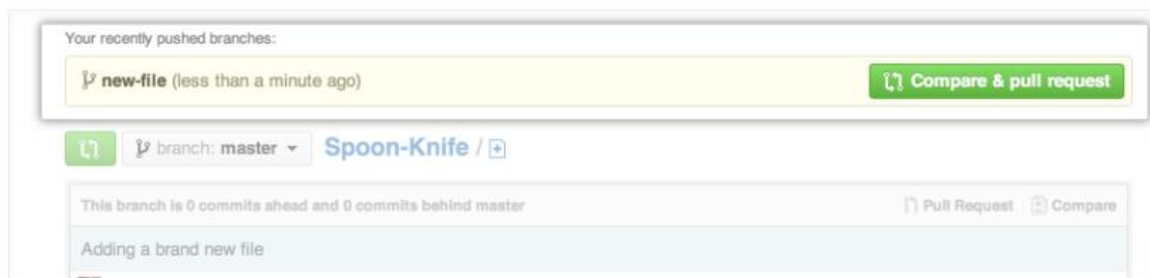 Your recently pushed branches:
new-file (less than a minute ago) Compare & pull request
branch: master Spoon-Knife /
This branch is 0 commits ahead and 0 commits behind master Pull Request Compare
Adding a brand new file